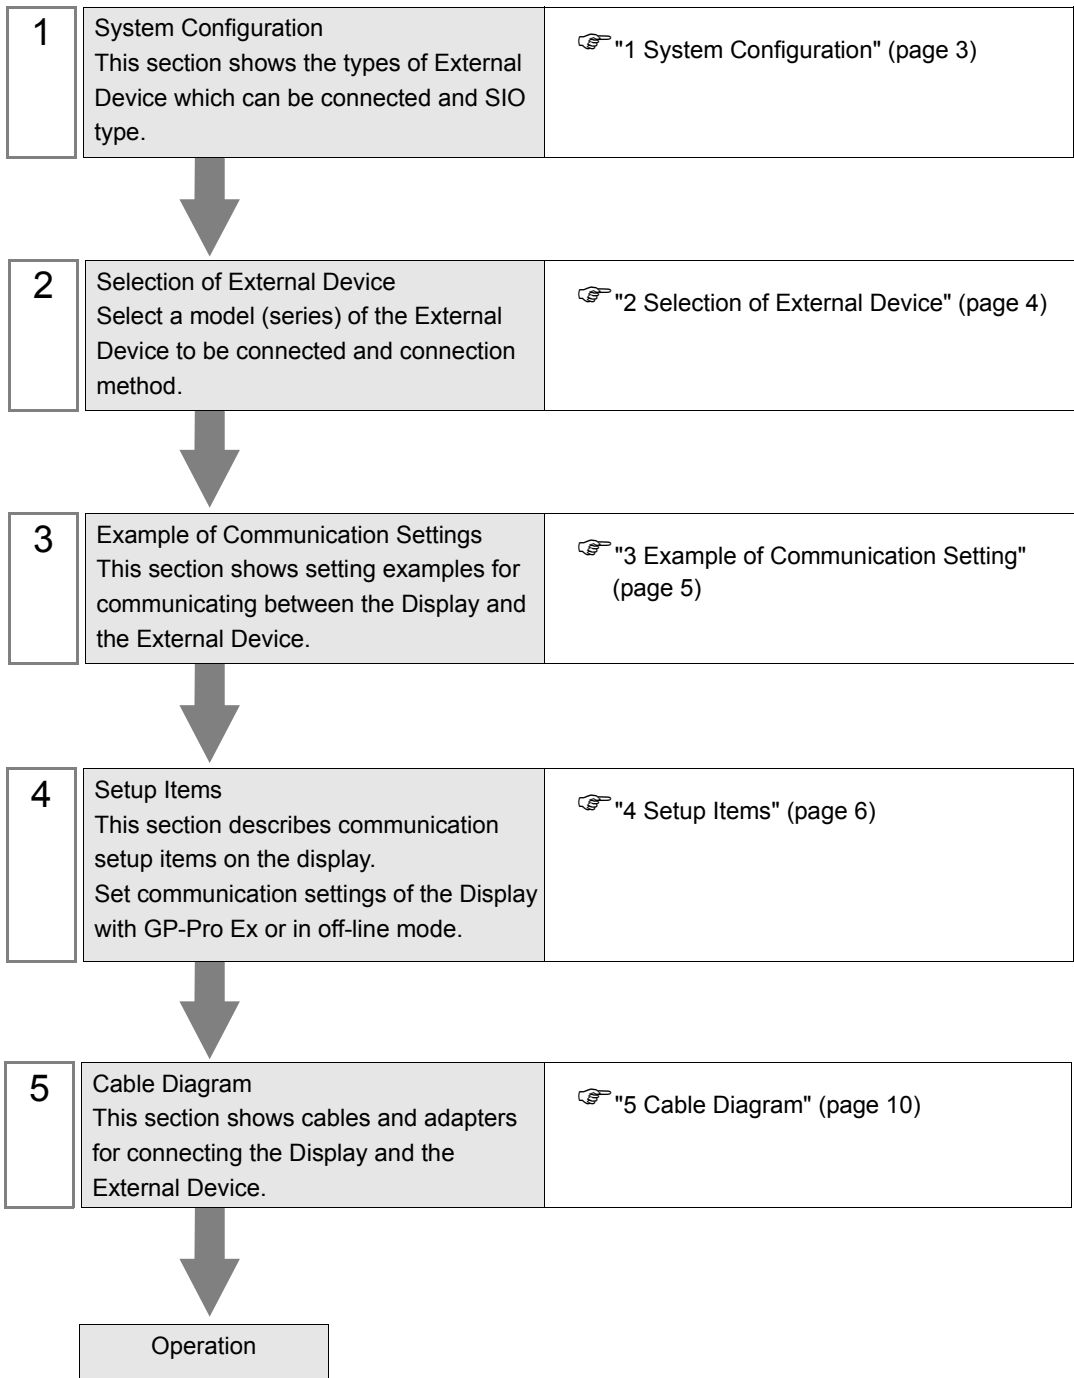 1
System Configuration
This section shows the types of External
Device which can be connected and SIO
type.
"1 System Configuration" (page 3)
2
Selection of External Device
Select a model (series) of the External
Device to be connected and connection
method.
"2 Selection of External Device" (page 4)
3
Example of Communication Settings
This section shows setting examples for
communicating between the Display and
the External Device.
"3 Example of Communication Setting"
(page 5)
4
Setup Items
This section describes communication
setup items on the display.
Set communication settings of the Display
with GP-Pro Ex or in off-line mode.
"4 Setup Items" (page 6)
5
Cable Diagram
This section shows cables and adapters
for connecting the Display and the
External Device.
"5 Cable Diagram" (page 10)
Operation